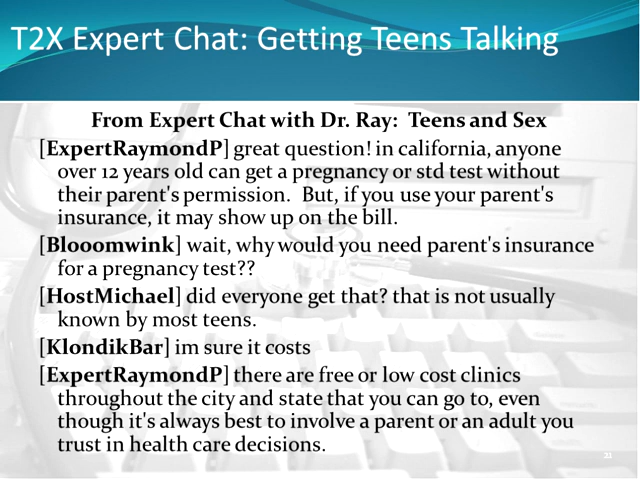 T2X Expert Chat: Getting Teens Talking
From Expert Chat with Dr. Ray:  Teens and Sex
[ExpertRaymondP] great question! in california, anyone
over 12 years old can get a pregnancy or std test without
their parent's permission.  But, if you use your parent's
insurance, it may show up on the bill.
[Blooomwink] wait, why would you need parent's insurance
for a pregnancy test??
[HostMichael] did everyone get that? that is not usually
known by most teens.
[KlondikBar] im sure it costs
[ExpertRaymondP] there are free or low cost clinics
throughout the city and state that you can go to, even
though it's always best to involve a parent or an adult you
trust in health care decisions.
21